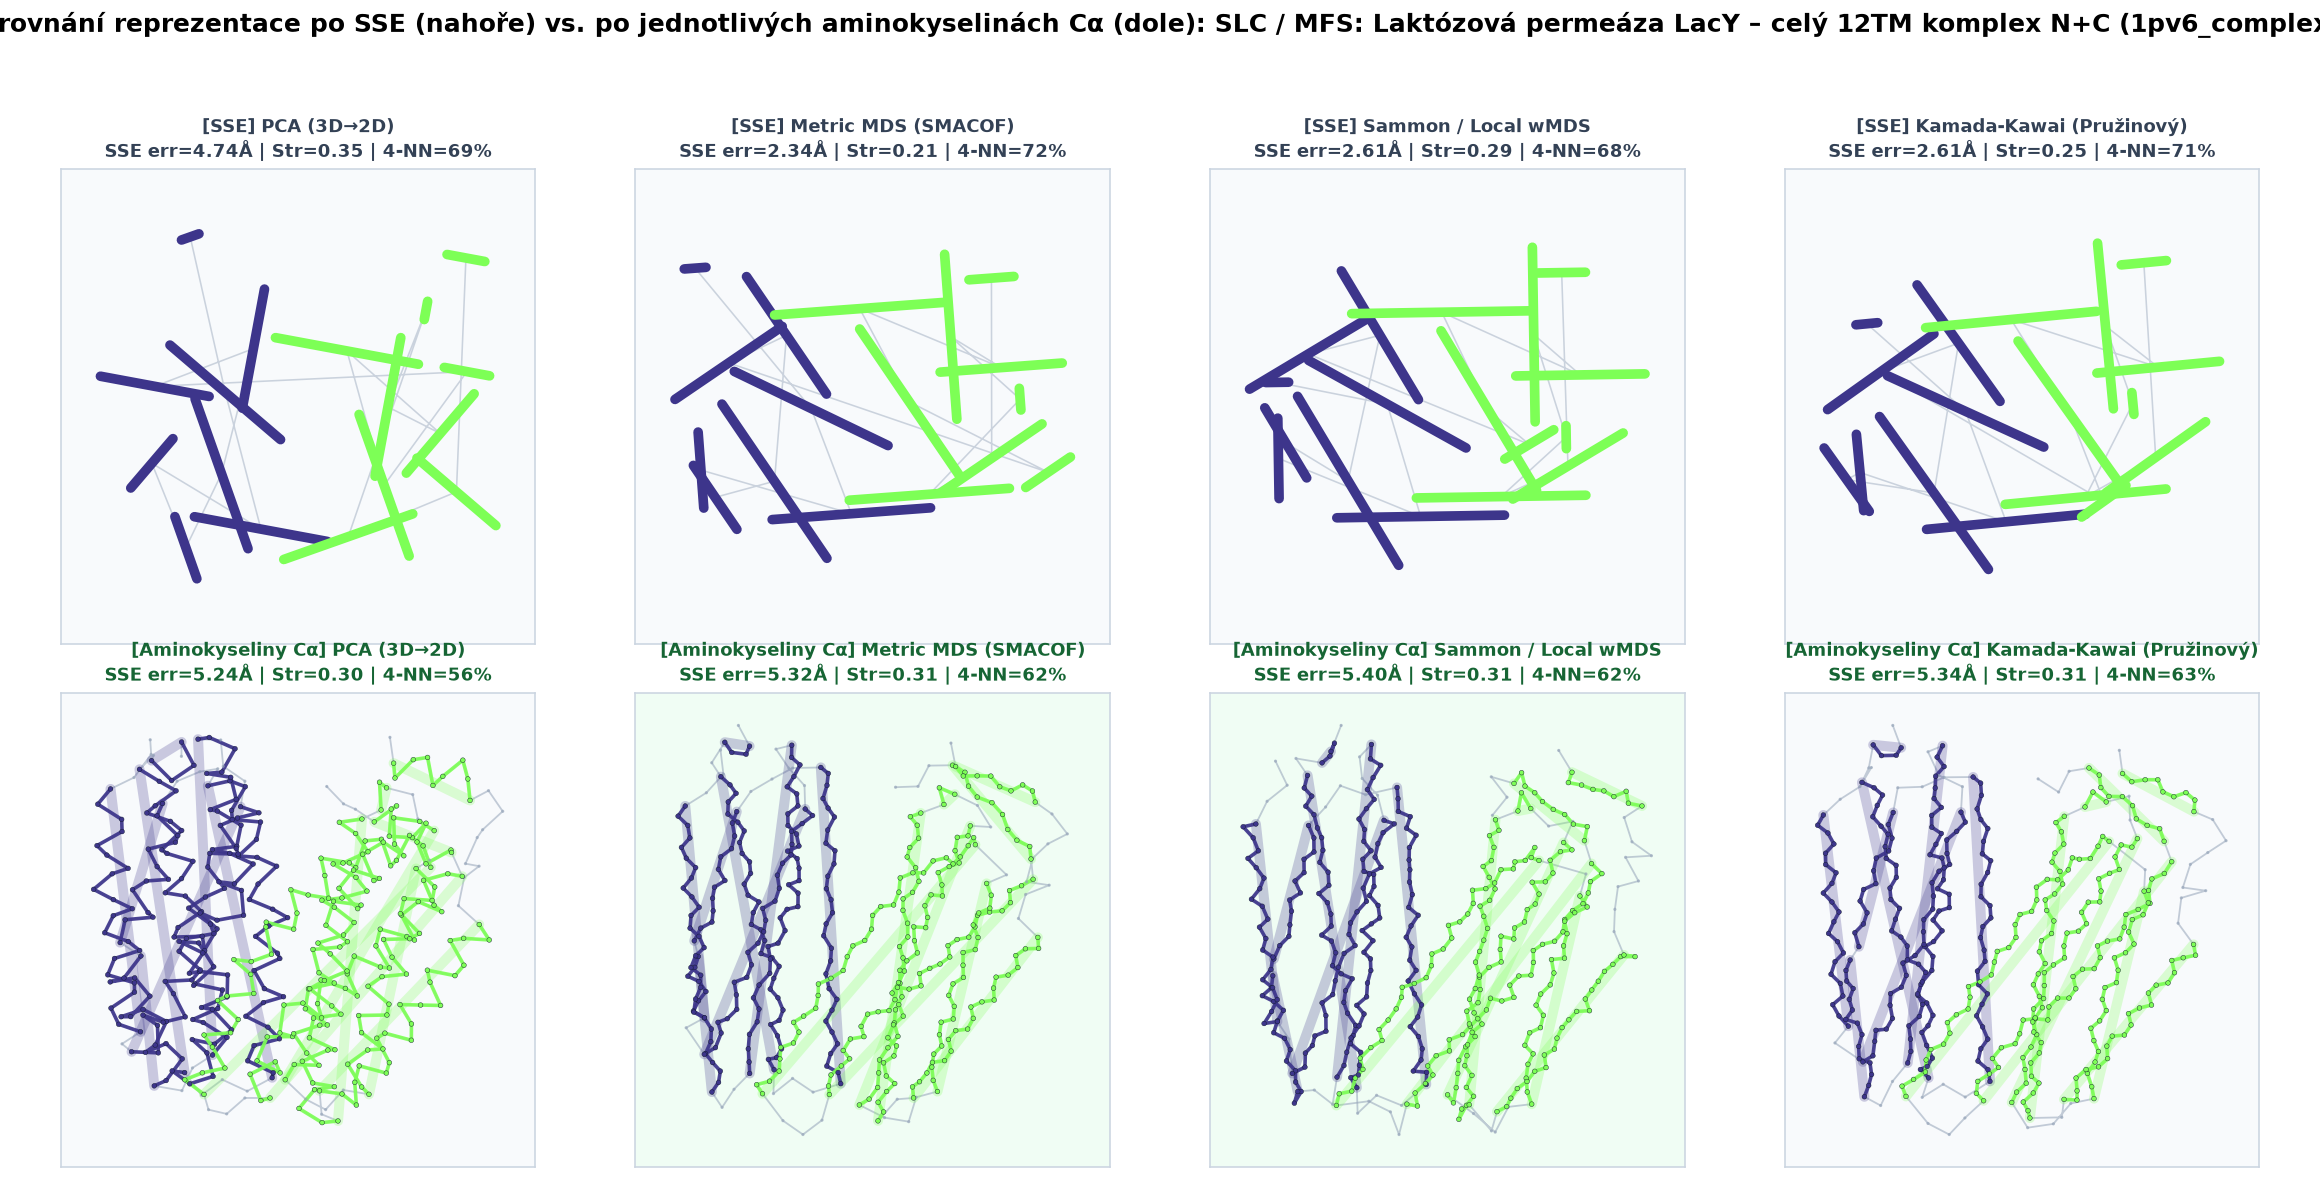 rovnání reprezentace po SSE (nahoře) vs. po jednotlivých aminokyselinách Cα (dole): SLC / MFS: Laktózová permeáza LacY – celý 12TM komplex N+C (1pv6_complex
[SSE] PCA (3D→2D)
SSE err=4.74Å | Str=0.35 | 4-NN=69%
[SSE] Metric MDS (SMACOF)
SSE err=2.34Å | Str=0.21 | 4-NN=72%
[SSE] Sammon / Local wMDS
SSE err=2.61Å | Str=0.29 | 4-NN=68%
[SSE] Kamada-Kawai (Pružinový)
SSE err=2.61Å | Str=0.25 | 4-NN=71%
[Aminokyseliny Cα] PCA (3D→2D)
SSE err=5.24Å | Str=0.30 | 4-NN=56%
[Aminokyseliny Cα] Metric MDS (SMACOF)
SSE err=5.32Å | Str=0.31 | 4-NN=62%
[Aminokyseliny Cα] Sammon / Local wMDS
SSE err=5.40Å | Str=0.31 | 4-NN=62%
[Aminokyseliny Cα] Kamada-Kawai (Pružinový)
SSE err=5.34Å | Str=0.31 | 4-NN=63%